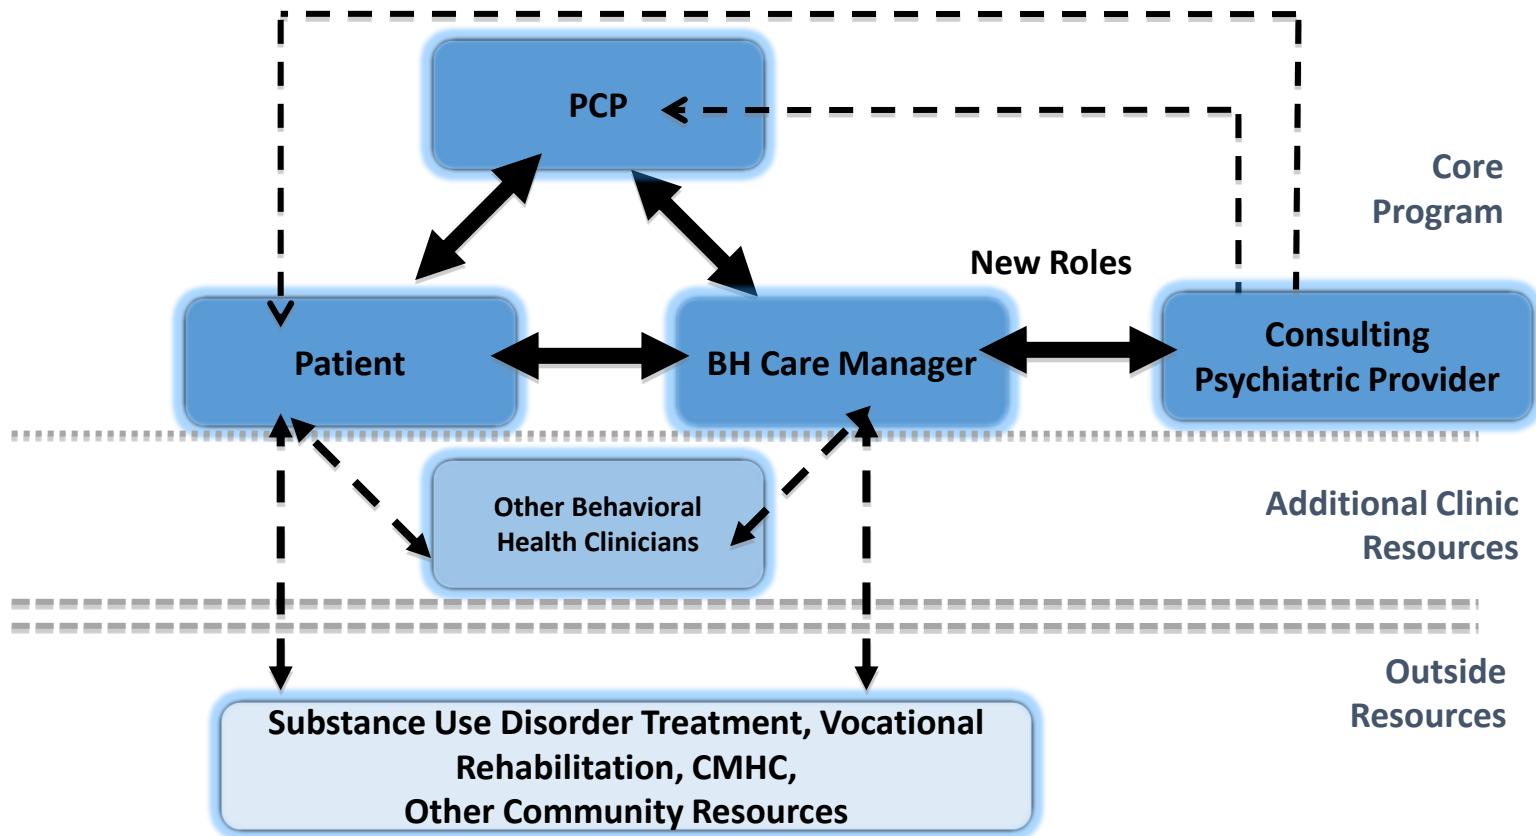 PCP
Core
Program
New Roles
Patient
BH Care Manager
Consulting
Psychiatric Provider
Other Behavioral
Health Clinicians
Additional Clinic
Resources
Outside
Resources
Substance Use Disorder Treatment, Vocational
Rehabilitation, CMHC,
Other Community Resources